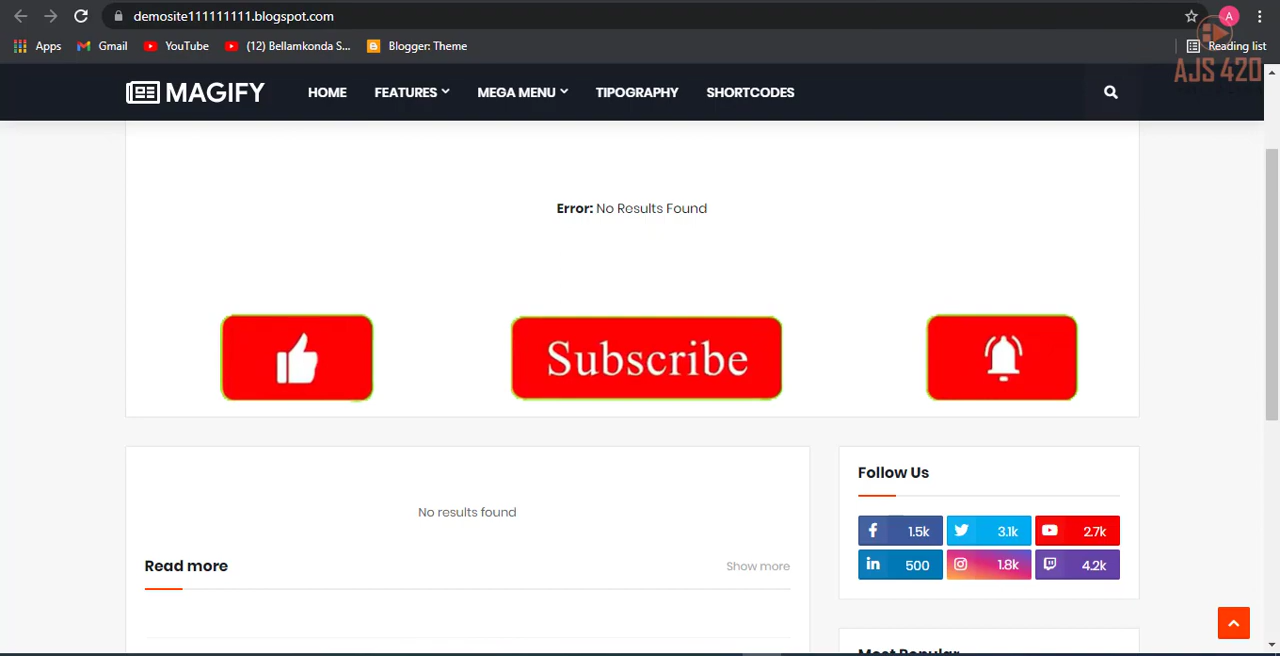 demosite111111111.blogspot.com
A
Apps
Gmail
YouTube
(12) Bellamkonda S...
Blogger: Theme
Reading list
AJS 420
MAGIFY
HOME
FEATURES
MEGA MENU
TIPOGRAPHY
SHORTCODES
Error: No Results Found
Subscribe
No results found
Read more
Show more
Follow Us
1.5k
3.1k
2.7k
500
1.8k
4.2k
Most Popular